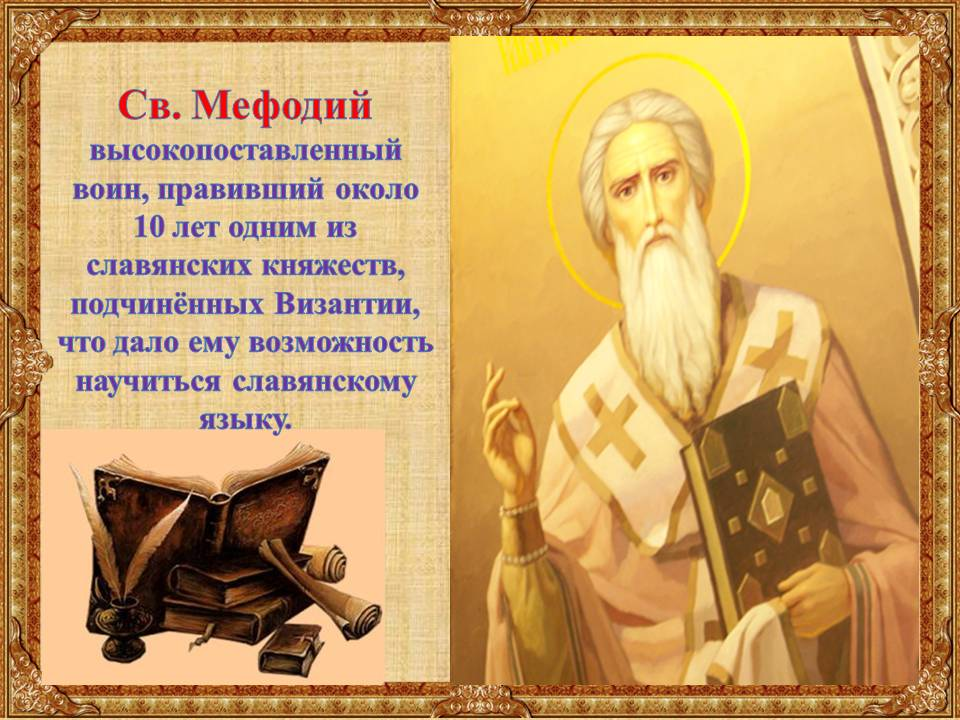 Св. Мефодий
высокопоставленный
воин, правивший около
10 лет одним из
славянских княжеств,
подчинённых Византии,
что дало ему возможность
научиться славянскому
языку.